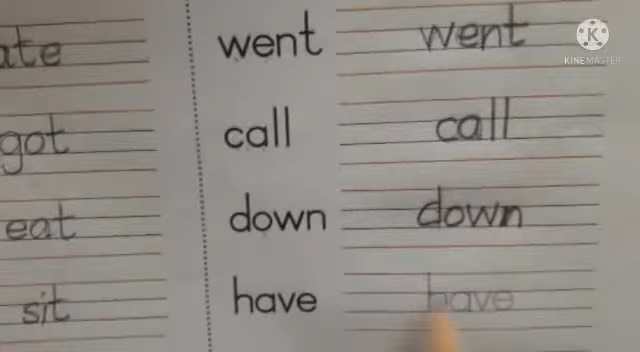 ate went went
got call call
eat down down
sit have have
K
KINEMASTER